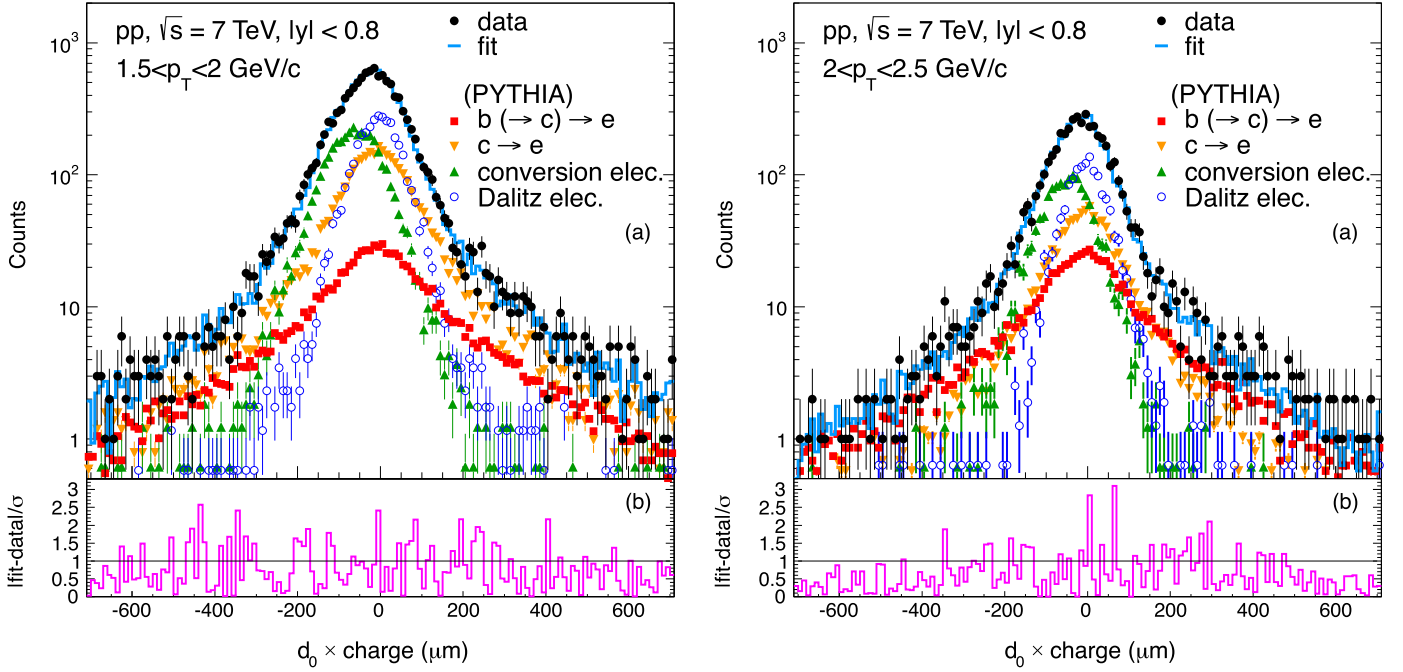 pp, √s = 7 TeV, |y| < 0.8
1.5<p_T<2 GeV/c
data
fit
(PYTHIA)
b (→ c) → e
c → e
conversion elec.
Dalitz elec.
(a)
Counts
10³
10²
10
1
(b)
|fit-data|/σ
3
2.5
2
1.5
1
0.5
0
-600 -400 -200 0 200 400 600
d₀ × charge (μm)
pp, √s = 7 TeV, |y| < 0.8
2<p_T<2.5 GeV/c
data
fit
(PYTHIA)
b (→ c) → e
c → e
conversion elec.
Dalitz elec.
(a)
Counts
10³
10²
10
1
(b)
|fit-data|/σ
3
2.5
2
1.5
1
0.5
0
-600 -400 -200 0 200 400 600
d₀ × charge (μm)